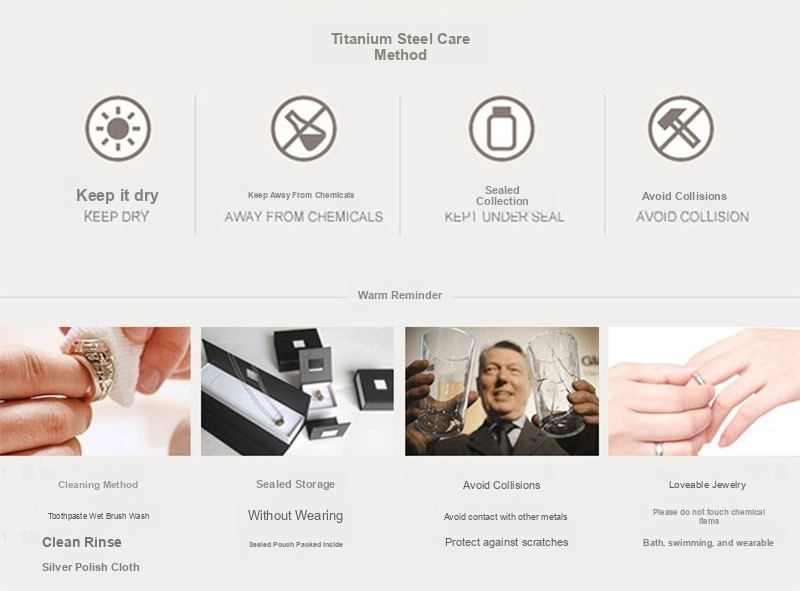 Titanium Steel Care
Method
Keep it dry
KEEP DRY
Keep Away From Chemicals
AWAY FROM CHEMICALS
Sealed
Collection
KEPT UNDER SEAL
Avoid Collisions
AVOID COLLISION
Warm Reminder
Cleaning Method
Toothpaste Wet Brush Wash
Clean Rinse
Silver Polish Cloth
Sealed Storage
Without Wearing
Sealed Pouch Packed Inside
Avoid Collisions
Avoid contact with other metals
Protect against scratches
Loveable Jewelry
Please do not touch chemical
items
Bath, swimming, and wearable